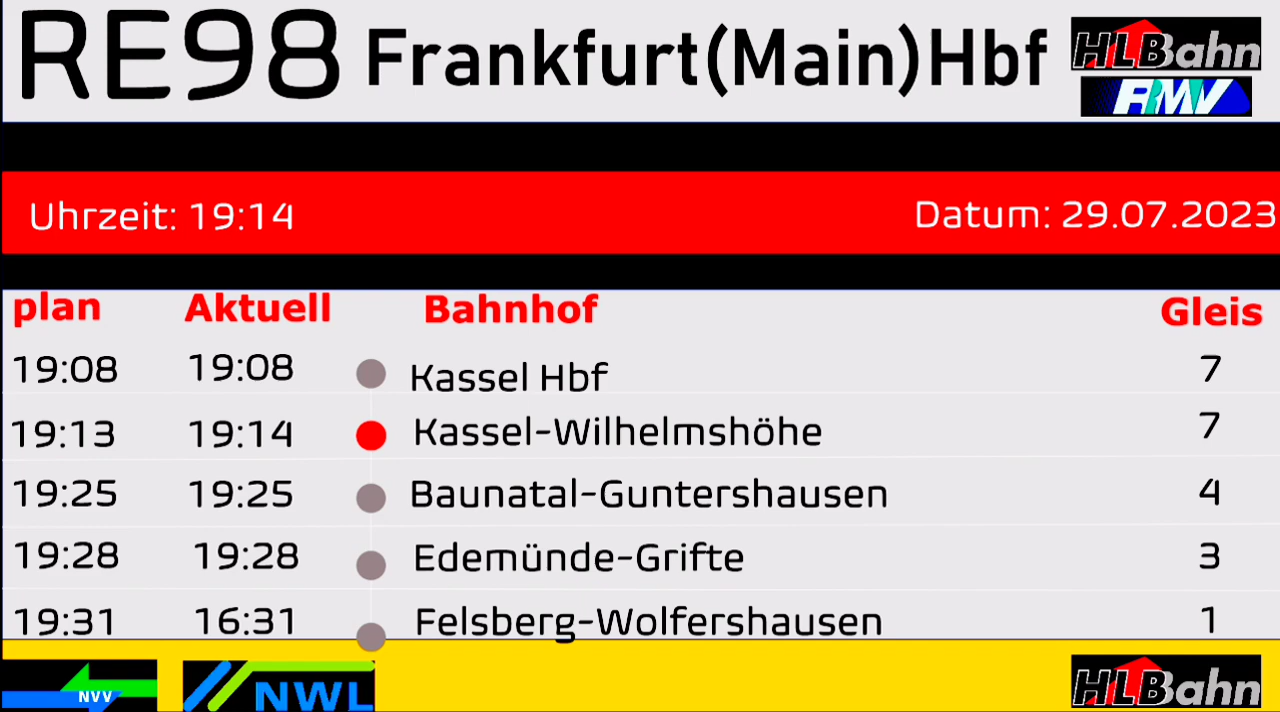 RE98 Frankfurt(Main)Hbf HLBahn
RMV
Uhrzeit: 19:14 Datum: 29.07.2023
plan Aktuell Bahnhof Gleis
19:08 19:08 Kassel Hbf 7
19:13 19:14 Kassel-Wilhelmshöhe 7
19:25 19:25 Baunatal-Guntershausen 4
19:28 19:28 Edemünde-Grifte 3
19:31 16:31 Felsberg-Wolfershausen 1
NVV NWL HLBahn